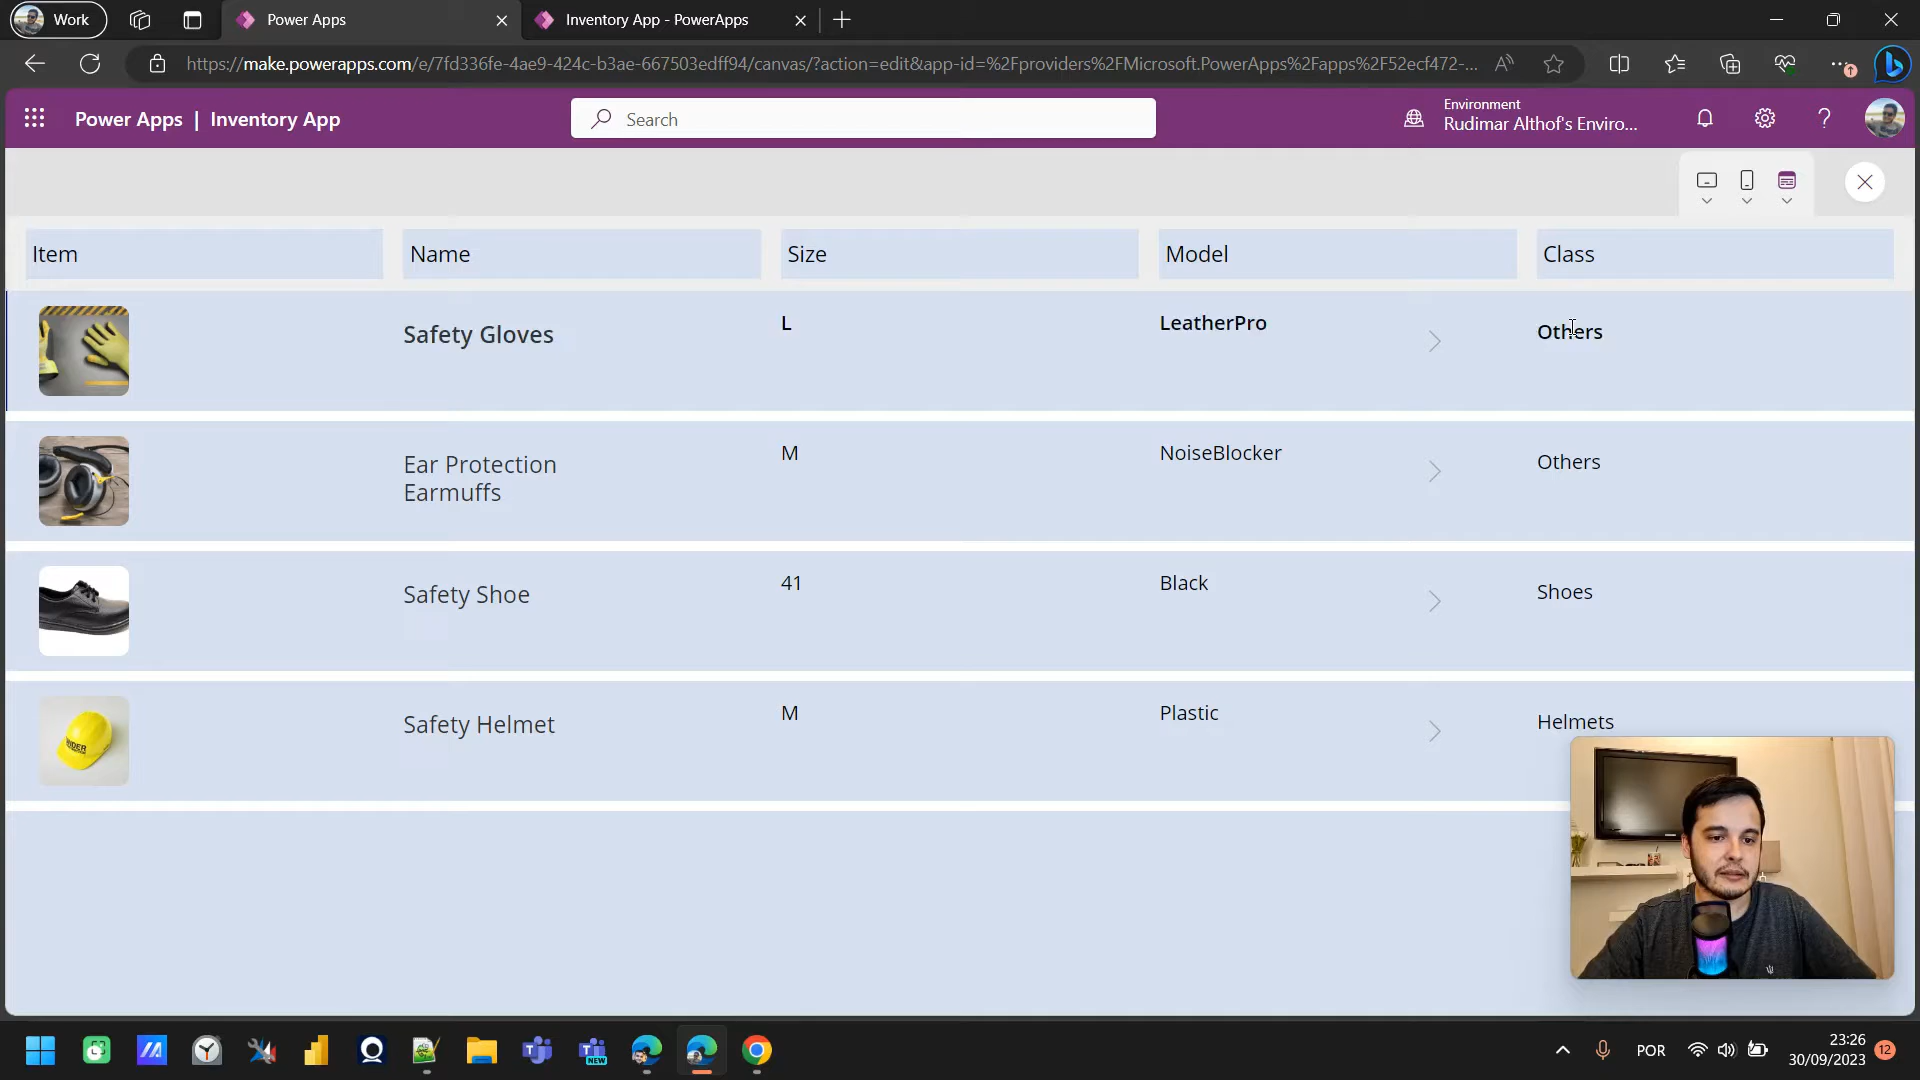 Work
Power Apps
Inventory App - PowerApps
https://make.powerapps.com/e/7fd336fe-4ae9-424c-b3ae-667503edff94/canvas/?action=edit&app-id=%2Fproviders%2FMicrosoft.PowerApps%2Fapps%2F52ecf472-...
Power Apps | Inventory App
Search
Environment
Rudimar Althof's Enviro...
Item
Name
Size
Model
Class
Safety Gloves
L
LeatherPro
Others
Ear Protection
Earmuffs
M
NoiseBlocker
Others
Safety Shoe
41
Black
Shoes
Safety Helmet
M
Plastic
Helmets
NEW
POR
23:26
30/09/2023
12